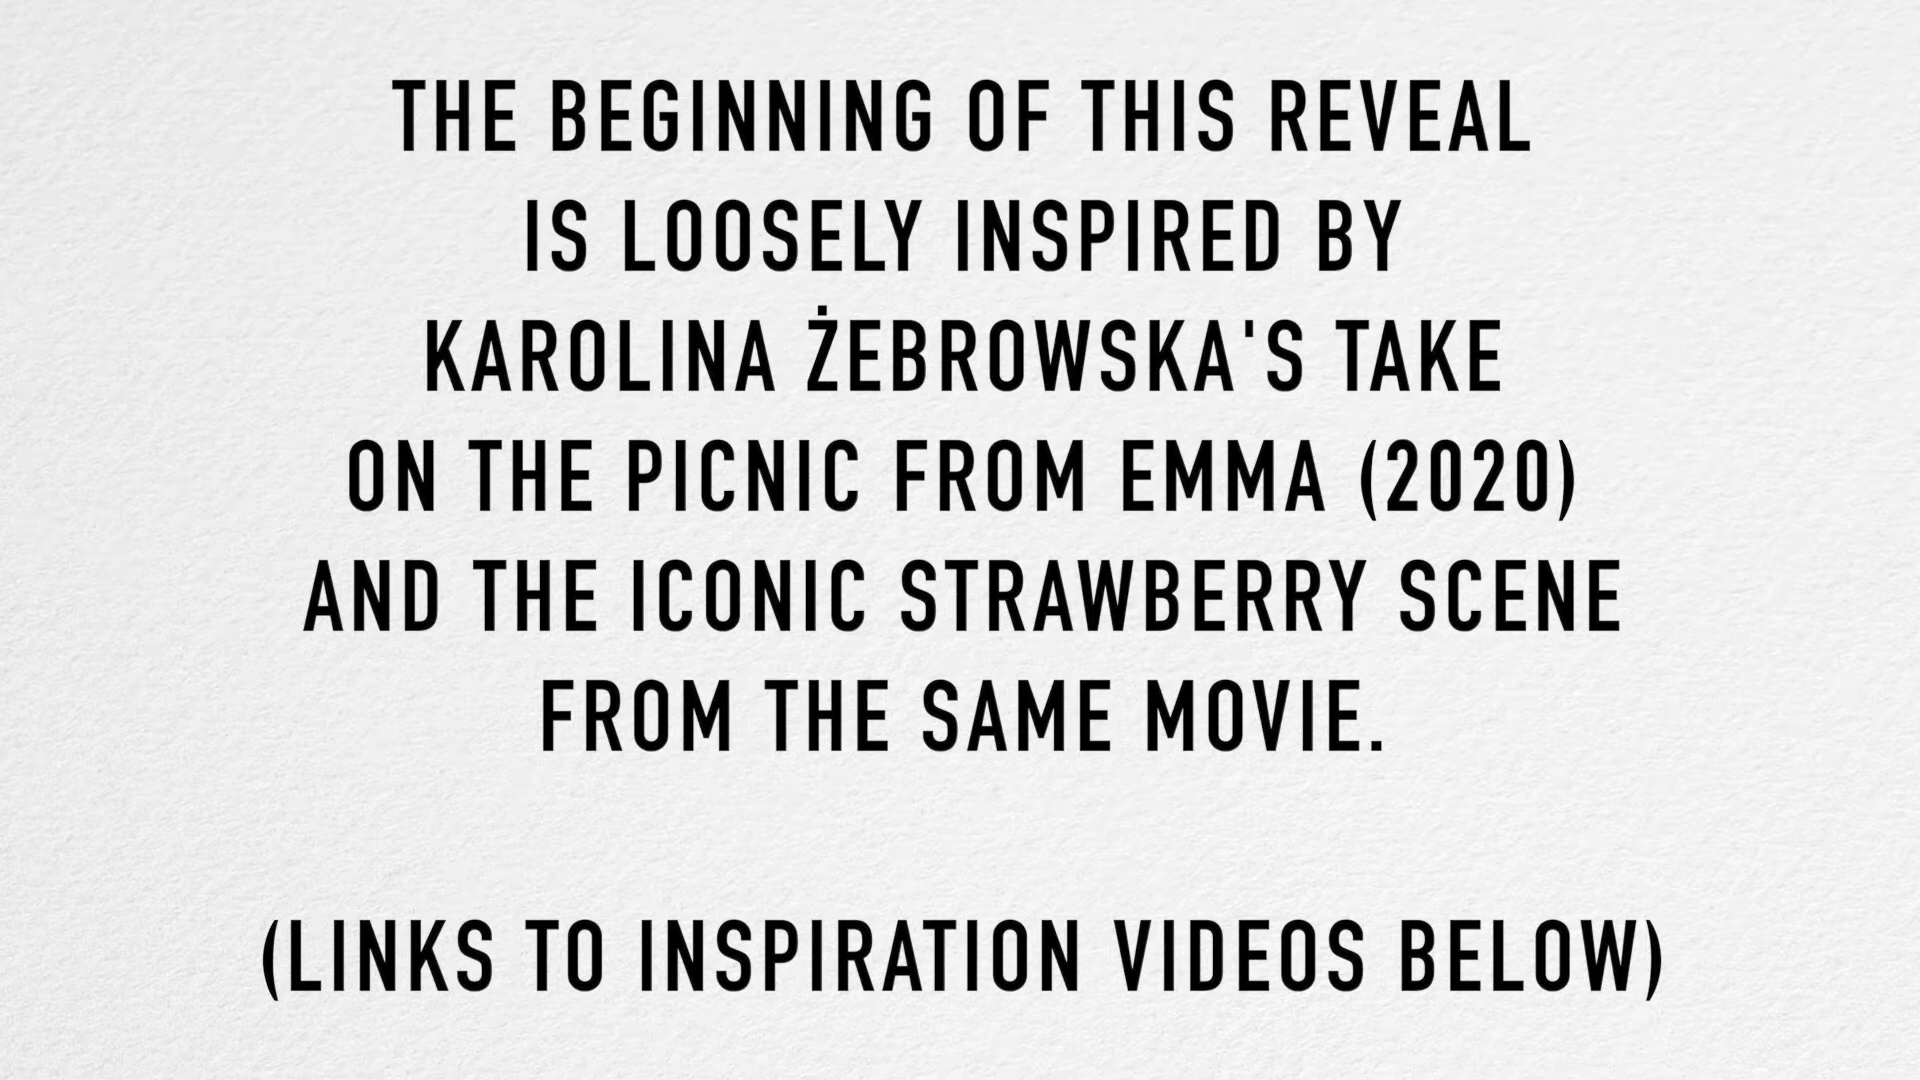 THE BEGINNING OF THIS REVEAL
IS LOOSELY INSPIRED BY
KAROLINA ŻEBROWSKA'S TAKE
ON THE PICNIC FROM EMMA (2020)
AND THE ICONIC STRAWBERRY SCENE
FROM THE SAME MOVIE.
(LINKS TO INSPIRATION VIDEOS BELOW)